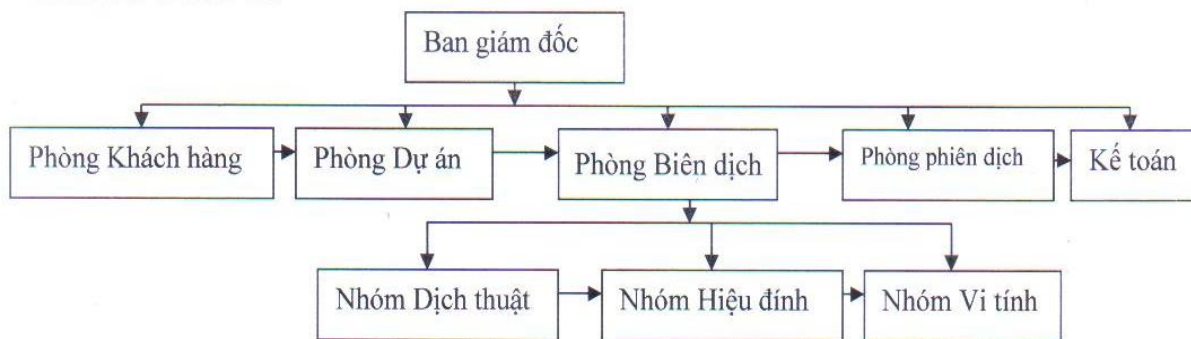 Ban giám đốc
Phòng Khách hàng
Phòng Dự án
Phòng Biên dịch
Phòng phiên dịch
Kế toán
Nhóm Dịch thuật
Nhóm Hiệu đính
Nhóm Vi tính